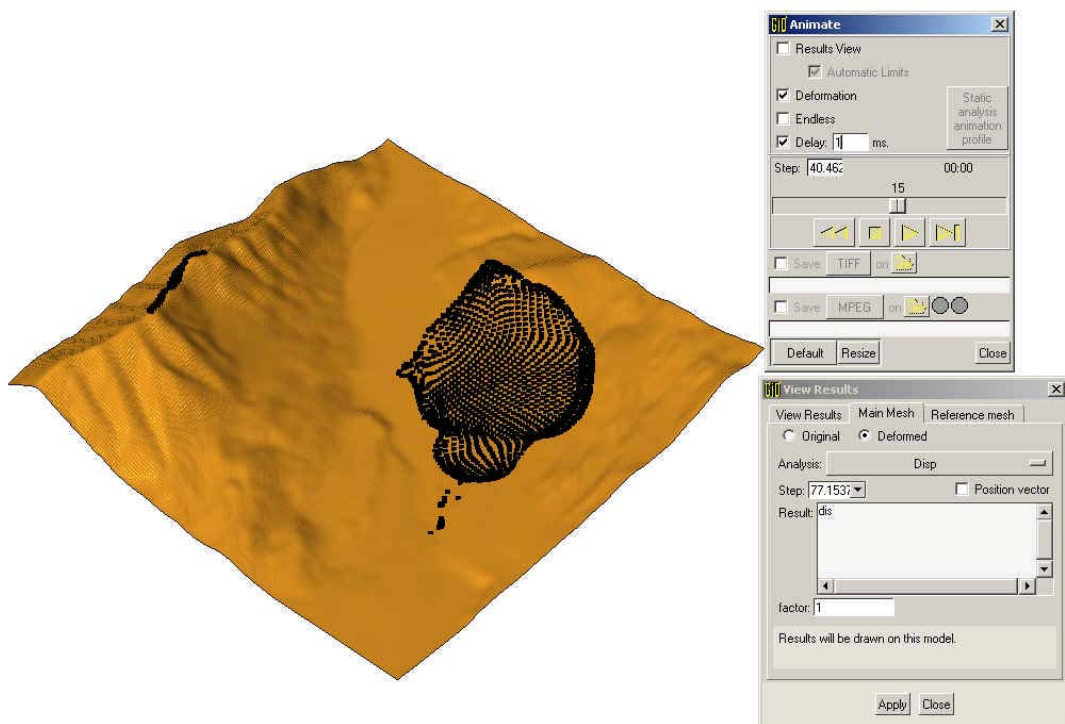 GiD Animate
Results View
Automatic Limits
Deformation
Endless
Static analysis animation profile
Delay: 1 ms.
Step: 40.462 00:00
15
Save TIFF on
Save MPEG on
Default Resize Close
GiD View Results
View Results Main Mesh Reference mesh
Original Deformed
Analysis: Disp
Step: 77.1537 Position vector
Result: dis
factor: 1
Results will be drawn on this model.
Apply Close